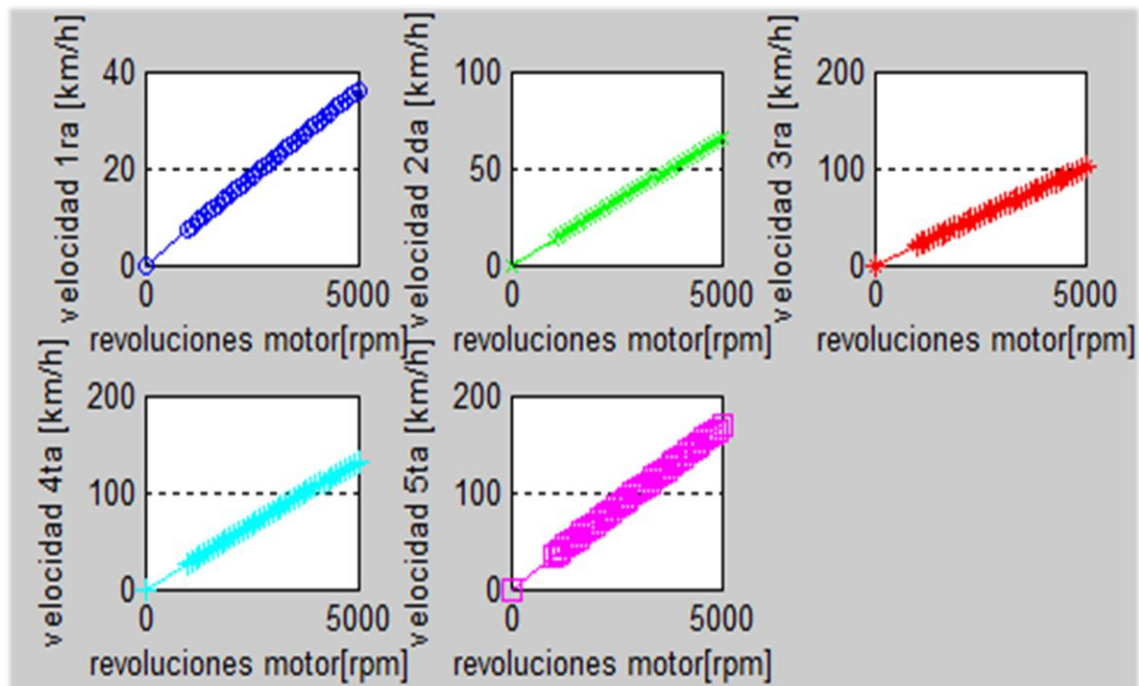 velocidad 1ra [km/h]
40
20
0
0 5000
revoluciones motor[rpm]
velocidad 2da [km/h]
100
50
0
0 5000
revoluciones motor[rpm]
velocidad 3ra [km/h]
200
100
0
0 5000
revoluciones motor[rpm]
velocidad 4ta [km/h]
200
100
0
0 5000
revoluciones motor[rpm]
velocidad 5ta [km/h]
200
100
0
0 5000
revoluciones motor[rpm]